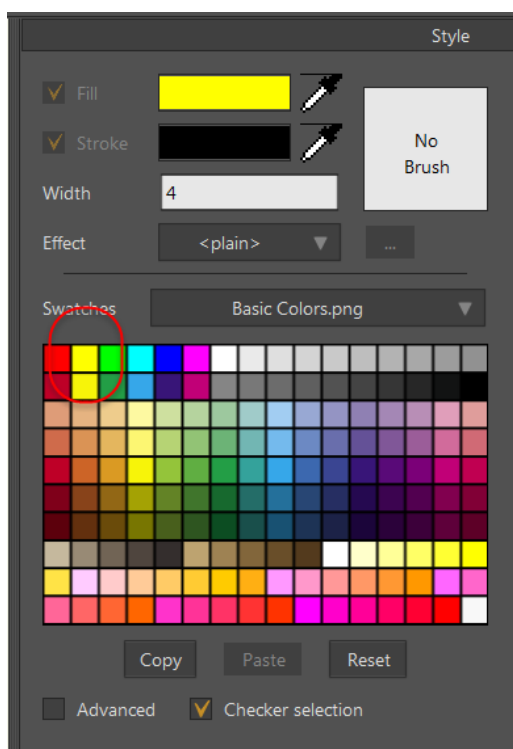 Style
Fill
Stroke
No
Brush
Width
4
Effect
<plain>
...
Swatches
Basic Colors.png
Copy
Paste
Reset
Advanced
Checker selection